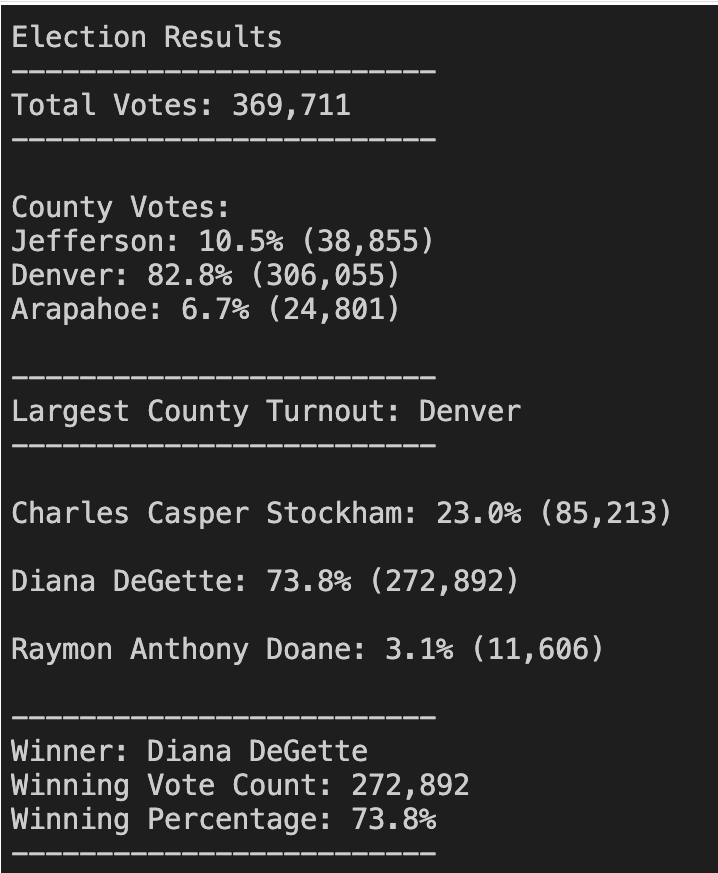 Election Results
-------------------------
Total Votes: 369,711
-------------------------
County Votes:
Jefferson: 10.5% (38,855)
Denver: 82.8% (306,055)
Arapahoe: 6.7% (24,801)
-------------------------
Largest County Turnout: Denver
-------------------------
Charles Casper Stockham: 23.0% (85,213)
Diana DeGette: 73.8% (272,892)
Raymon Anthony Doane: 3.1% (11,606)
-------------------------
Winner: Diana DeGette
Winning Vote Count: 272,892
Winning Percentage: 73.8%
-------------------------